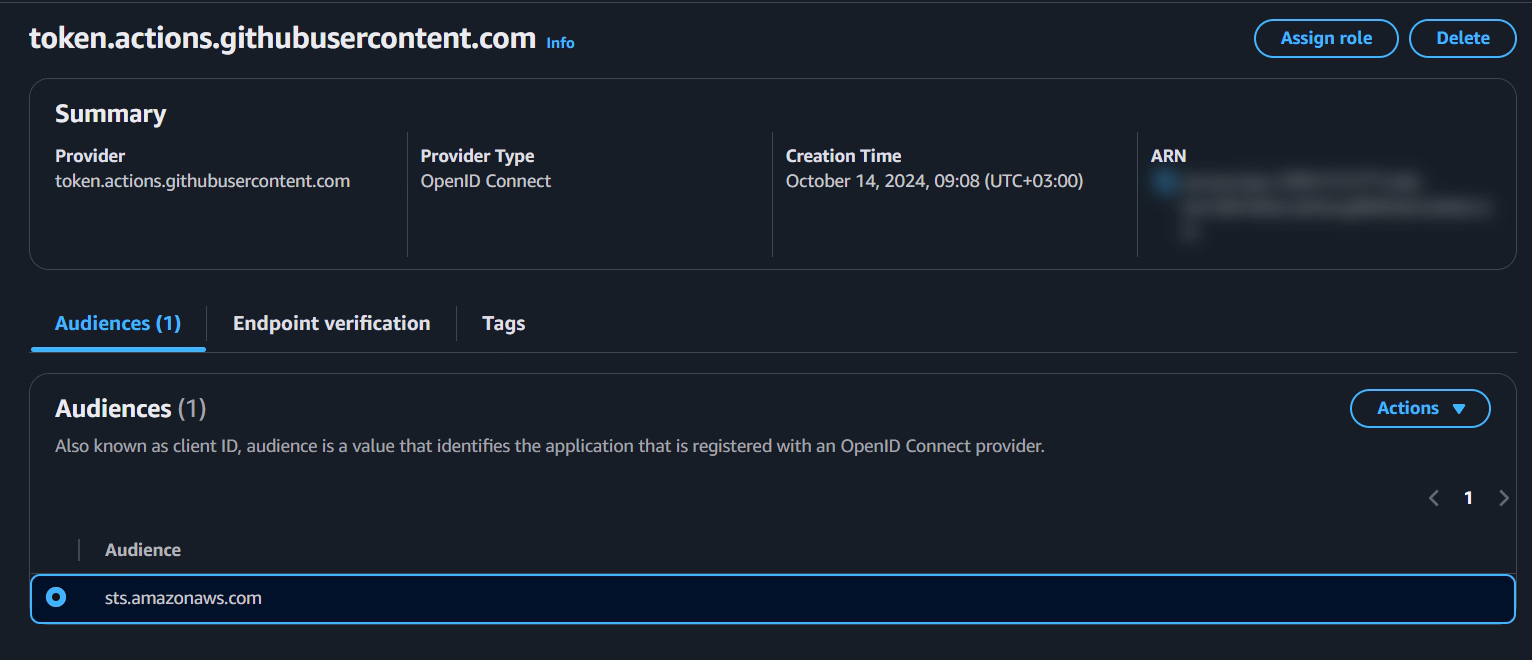 token.actions.githubusercontent.com Info
Assign role
Delete
Summary
Provider
token.actions.githubusercontent.com
Provider Type
OpenID Connect
Creation Time
October 14, 2024, 09:08 (UTC+03:00)
ARN
Audiences (1)
Endpoint verification
Tags
Audiences (1)
Actions
Also known as client ID, audience is a value that identifies the application that is registered with an OpenID Connect provider.
1
Audience
sts.amazonaws.com